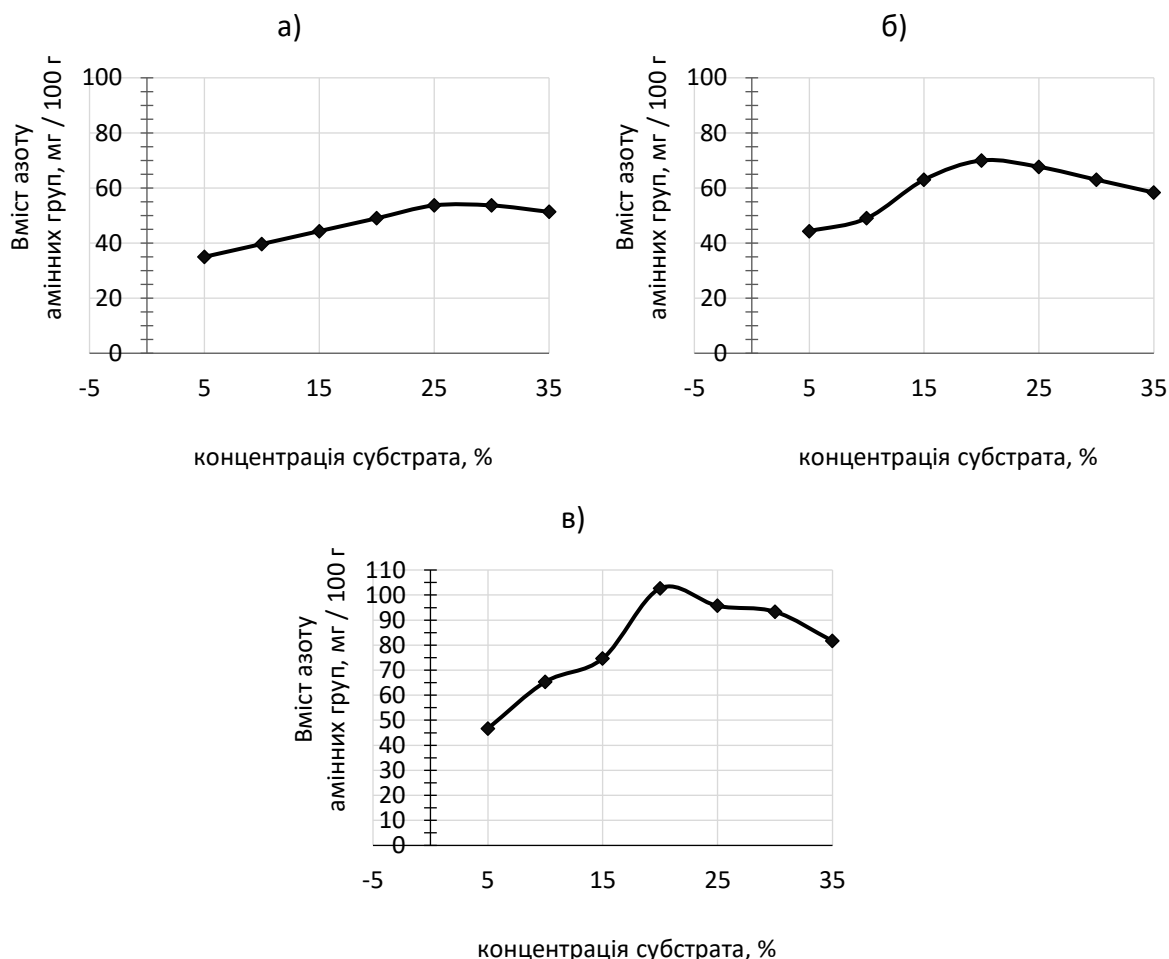 а)
Вміст азоту
амінних груп, мг / 100 г
100
80
60
40
20
0
-5 5 15 25 35
концентрація субстрата, %
б)
Вміст азоту
амінних груп, мг / 100 г
100
80
60
40
20
0
-5 5 15 25 35
концентрація субстрата, %
в)
Вміст азоту
амінних груп, мг / 100 г
110
100
90
80
70
60
50
40
30
20
10
0
-5 5 15 25 35
концентрація субстрата, %